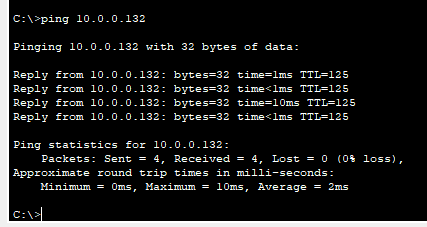 C:\>ping 10.0.0.132
Pinging 10.0.0.132 with 32 bytes of data:
Reply from 10.0.0.132: bytes=32 time=1ms TTL=125
Reply from 10.0.0.132: bytes=32 time<1ms TTL=125
Reply from 10.0.0.132: bytes=32 time=10ms TTL=125
Reply from 10.0.0.132: bytes=32 time<1ms TTL=125
Ping statistics for 10.0.0.132:
    Packets: Sent = 4, Received = 4, Lost = 0 (0% loss),
Approximate round trip times in milli-seconds:
    Minimum = 0ms, Maximum = 10ms, Average = 2ms
C:\>